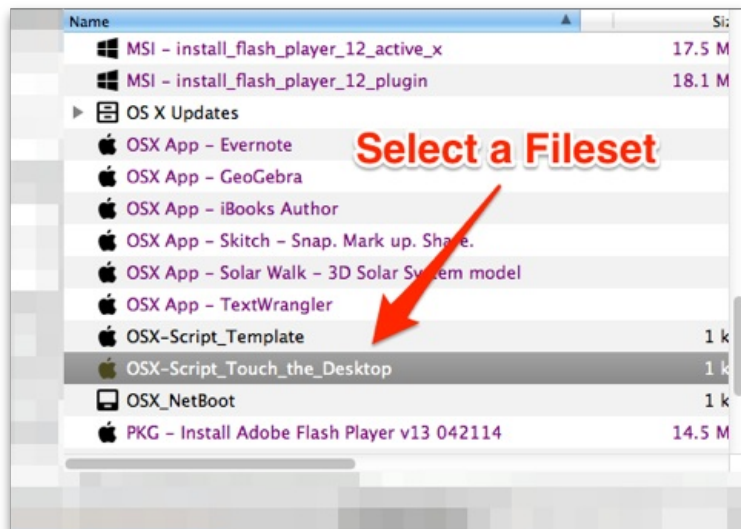 Name Siz
MSI - install_flash_player_12_active_x 17.5 M
MSI - install_flash_player_12_plugin 18.1 M
OS X Updates
OSX App - Evernote
Select a Fileset
OSX App - GeoGebra
OSX App - iBooks Author
OSX App - Skitch - Snap. Mark up. Share.
OSX App - Solar Walk - 3D Solar System model
OSX App - TextWrangler
OSX-Script_Template 1 k
OSX-Script_Touch_the_Desktop 1 k
OSX_NetBoot 1 k
PKG - Install Adobe Flash Player v13 042114 14.5 M